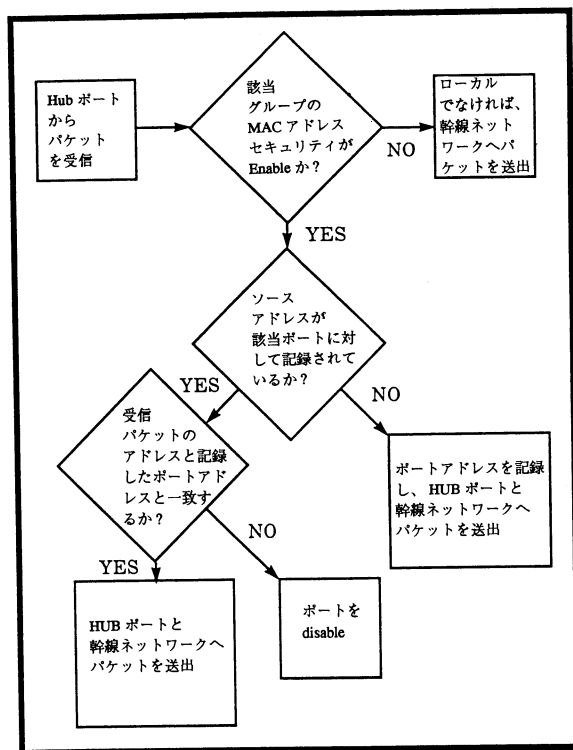 Hub ポート
から
パケット
を受信
該当
グループの
MAC アドレス
セキュリティが
Enable か？
NO
ローカル
でなければ、
幹線ネット
ワークへパ
ケットを送出
YES
ソース
アドレスが
該当ポートに対
して記録されて
いるか？
YES
NO
受信
パケットの
アドレスと記録
したポートアド
レスと一致す
るか？
ポートアドレスを記録
し、HUB ポートと
幹線ネットワークへ
パケットを送出
NO
YES
HUB ポートと
幹線ネットワークへ
パケットを送出
ポートを
disable